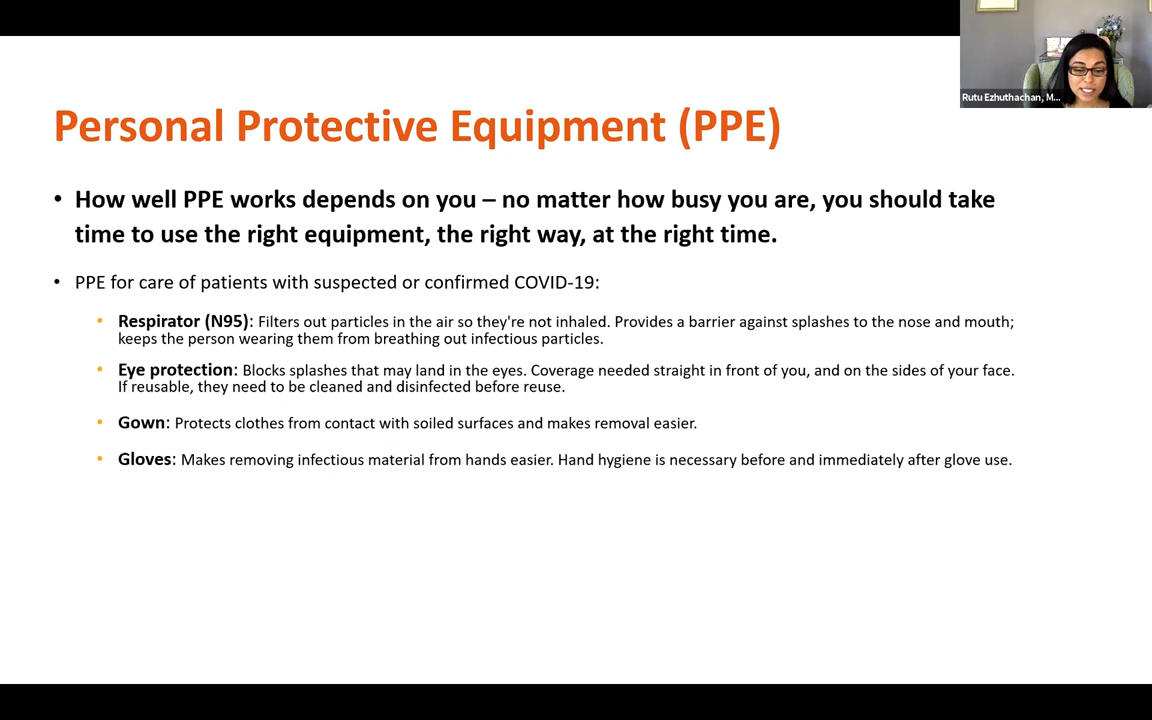 Rutu Ezhuthachan, M...
Personal Protective Equipment (PPE)
• How well PPE works depends on you – no matter how busy you are, you should take
time to use the right equipment, the right way, at the right time.
• PPE for care of patients with suspected or confirmed COVID-19:
• Respirator (N95): Filters out particles in the air so they're not inhaled. Provides a barrier against splashes to the nose and mouth;
keeps the person wearing them from breathing out infectious particles.
• Eye protection: Blocks splashes that may land in the eyes. Coverage needed straight in front of you, and on the sides of your face.
If reusable, they need to be cleaned and disinfected before reuse.
• Gown: Protects clothes from contact with soiled surfaces and makes removal easier.
• Gloves: Makes removing infectious material from hands easier. Hand hygiene is necessary before and immediately after glove use.